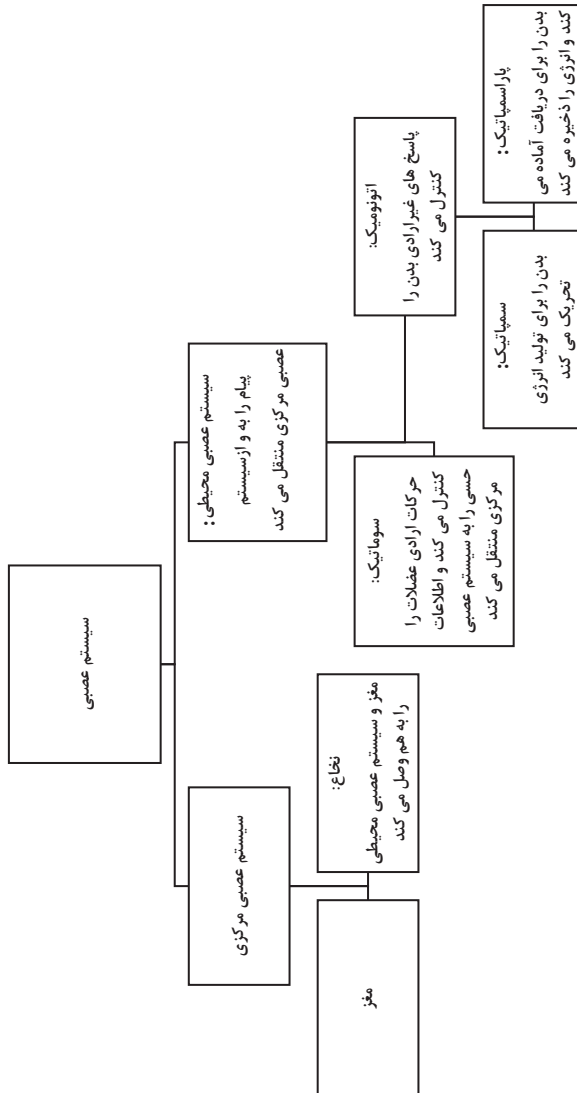 سیستم عصبی
سیستم عصبی محیطی
:
پیام را به و ازسیستم
عصبی مرکزی منتقل می کند
سیستم عصبی مرکزی
اتونومیک:
پاسخ های غیرارادی بدن را
کنترل می کند
سوماتیک:
حرکات ارادی عضلات را
کنترل می کند و اطلاعات
حسی را به سیستم عصبی
مرکزی منتقل می کند
نخاع:
مغز و سیستم عصبی محیطی
را به هم وصل می کند
مغز
پاراسمپاتیک:
بدن را برای دریافت آماده می
کند و انرژی را ذخیره می کند
سمپاتیک:
بدن را برای تولید انرژی
تحریک می کند